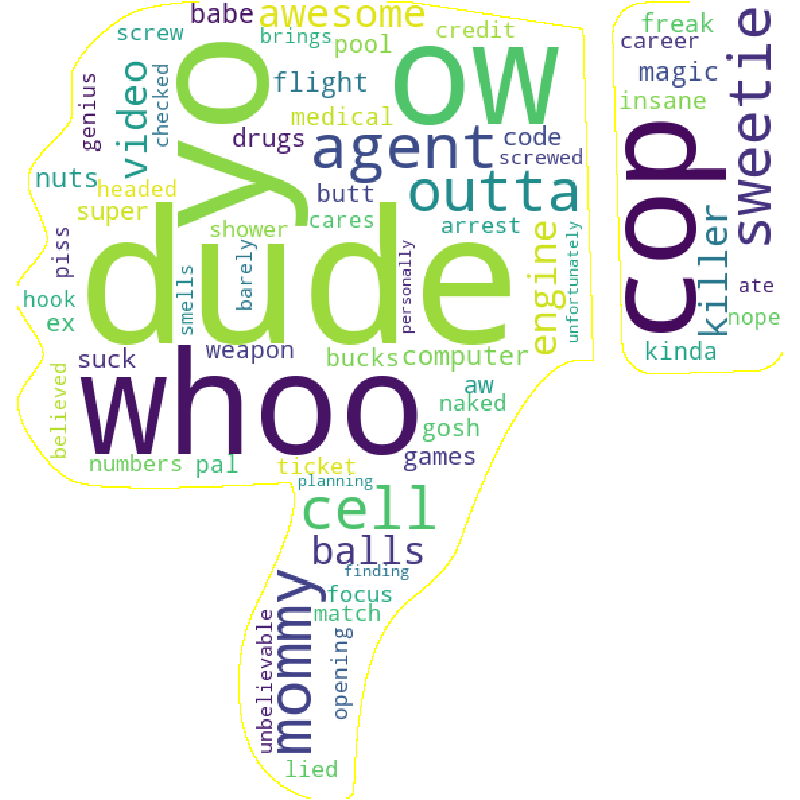 babe
awesome
freak
screw
brings
pool
credit
career
sweetie
yo
ow
magic
genius
video
checked
flight
insane
medical
drugs
agent
code
cop
screwed
nuts
headed
butt
outta
super
shower
cares
arrest
killer
piss
dude
smells
barely
personally
engine
unfortunately
hook
ate
ex
nope
suck
weapon
bucks
computer
kinda
believed
whoo
aw
naked
gosh
numbers
pal
ticket
games
planning
cell
balls
finding
mommy
focus
match
unbelievable
opening
lied